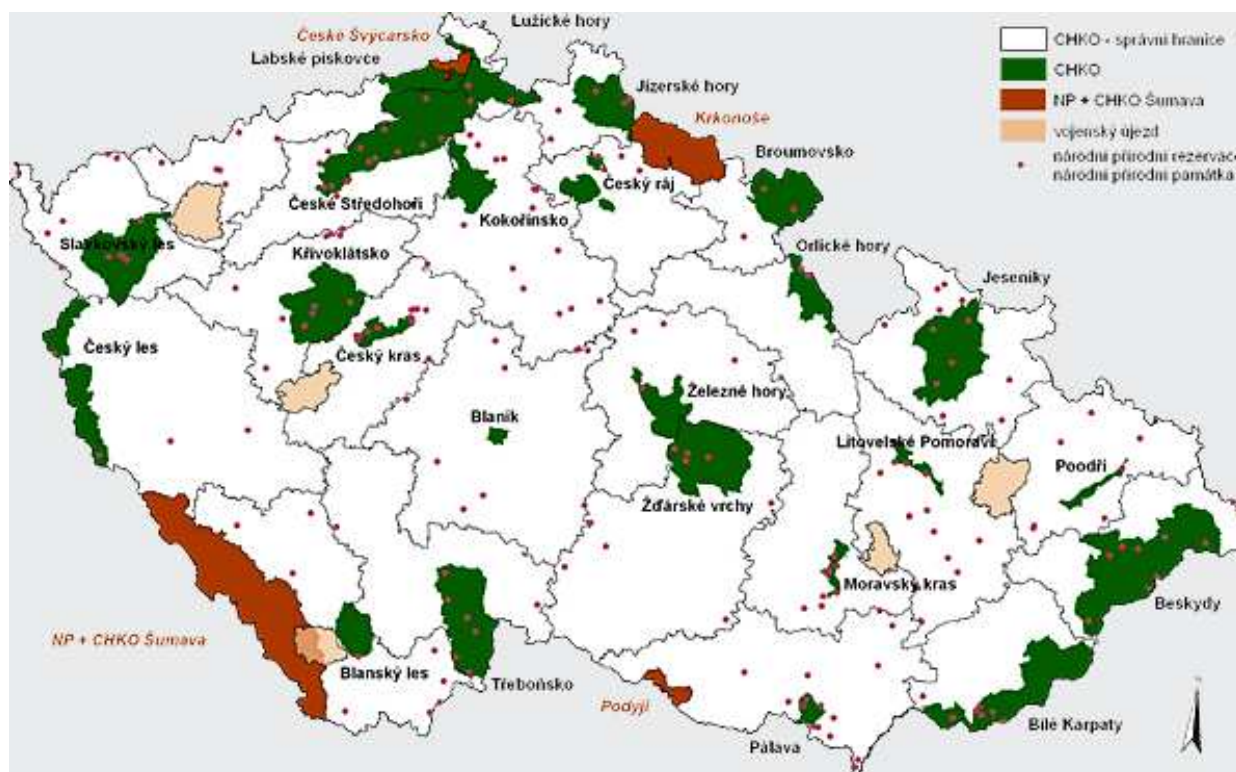 Lužické hory
České Švýcarsko
Labské pískovce
Jizerské hory
Krkonoše
Broumovsko
Český ráj
České Středohoří
Kokořínsko
Slavkovský les
Křivoklátsko
Orlické hory
Jeseníky
Český les
Český kras
Železné hory
Blaník
Litovelské Pomoraví
Poodří
Žďárské vrchy
Moravský kras
Beskydy
NP + CHKO Šumava
Blanský les
Třeboňsko
Podyjí
Bílé Karpaty
Pálava
CHKO - správní hranice
CHKO
NP + CHKO Šumava
vojenský újezd
národní přírodní rezervace
národní přírodní památka